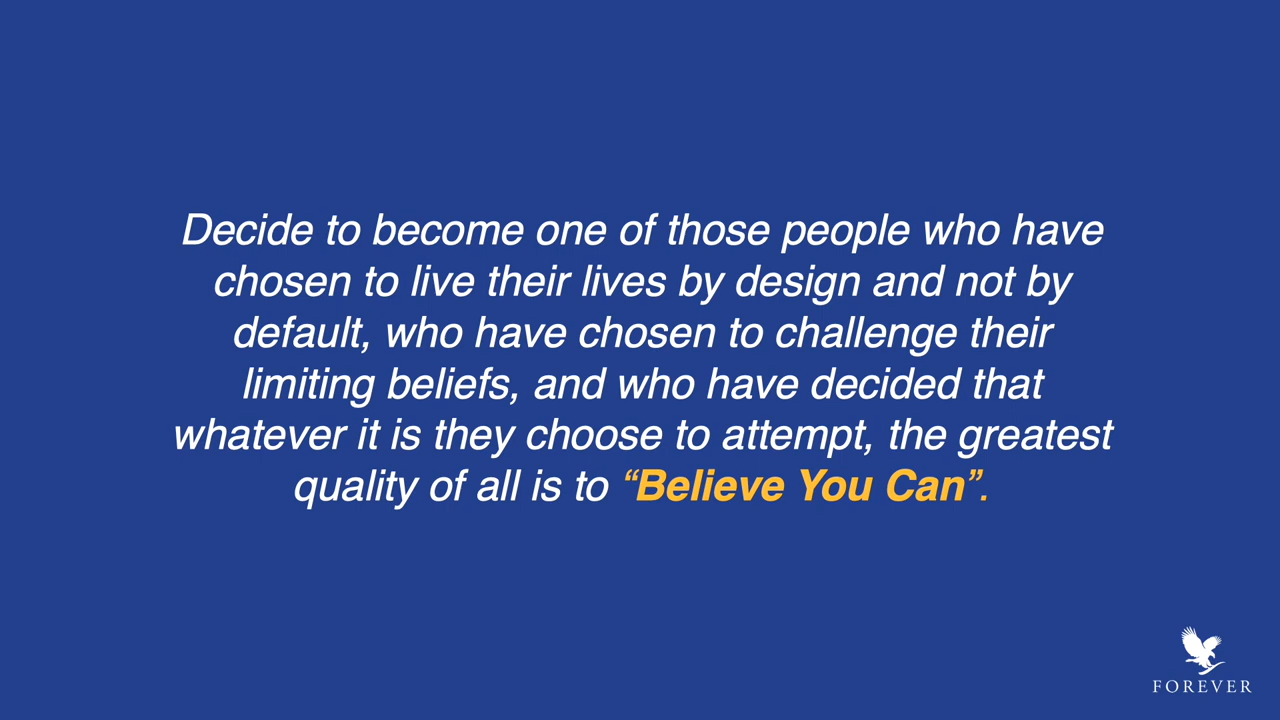 Decide to become one of those people who have
chosen to live their lives by design and not by
default, who have chosen to challenge their
limiting beliefs, and who have decided that
whatever it is they choose to attempt, the greatest
quality of all is to “Believe You Can”.
FOREVER